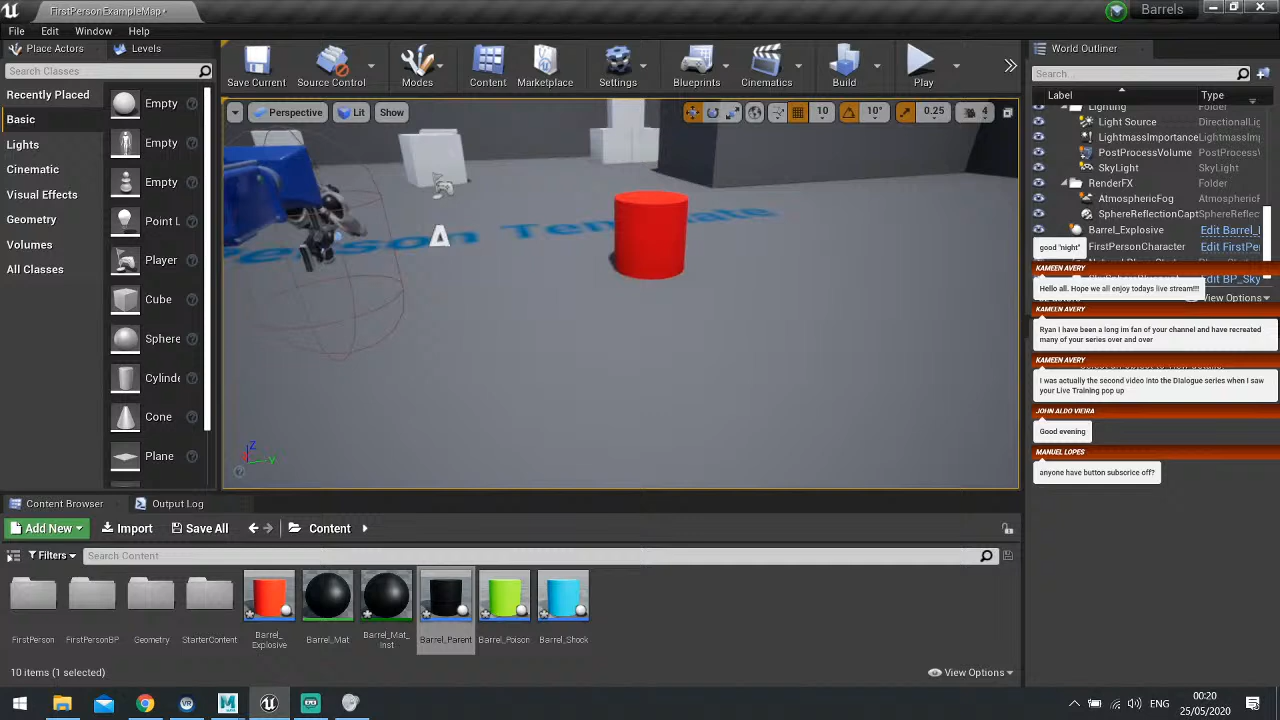 FirstPersonExampleMap•
Barrels
File Edit Window Help
Place Actors Levels
Search Classes
Recently Placed
Basic
Lights
Cinematic
Visual Effects
Geometry
Volumes
All Classes
Empty
Empty
Empty
Point L
Player
Cube
Sphere
Cylinde
Cone
Plane
Save Current Source Control Modes Content Marketplace Settings Blueprints Cinematics Build Play
Perspective Lit Show 10 10° 0.25 4
Z
Y
World Outliner
Search...
Label Type
Lighting Folder
Light Source DirectionalLig
LightmassImportance LightmassImp
PostProcessVolume PostProcessV
SkyLight SkyLight
RenderFX Folder
AtmosphericFog AtmosphericF
SphereReflectionCapt SphereReflec
Barrel_Explosive Edit Barrel_
FirstPersonCharacter Edit FirstPe
good "night"
Edit BP_Sky
View Options
KAMEEN AVERY
Hello all. Hope we all enjoy todays live stream!!!
KAMEEN AVERY
Ryan I have been a long im fan of your channel and have recreated
many of your series over and over
KAMEEN AVERY
I was actually the second video into the Dialogue series when I saw
your Live Training pop up
JOHN ALDO VIEIRA
Good evening
MANUEL LOPES
anyone have button subscrice off?
Content Browser Output Log
Add New Import Save All Content
Filters Search Content
FirstPerson
FirstPersonBP
Geometry
StarterContent
Barrel_
Explosive
Barrel_Mat
Barrel_Mat_
Inst
Barrel_Parent
Barrel_Poison
Barrel_Shock
10 items (1 selected)
View Options
ENG
00:20
25/05/2020